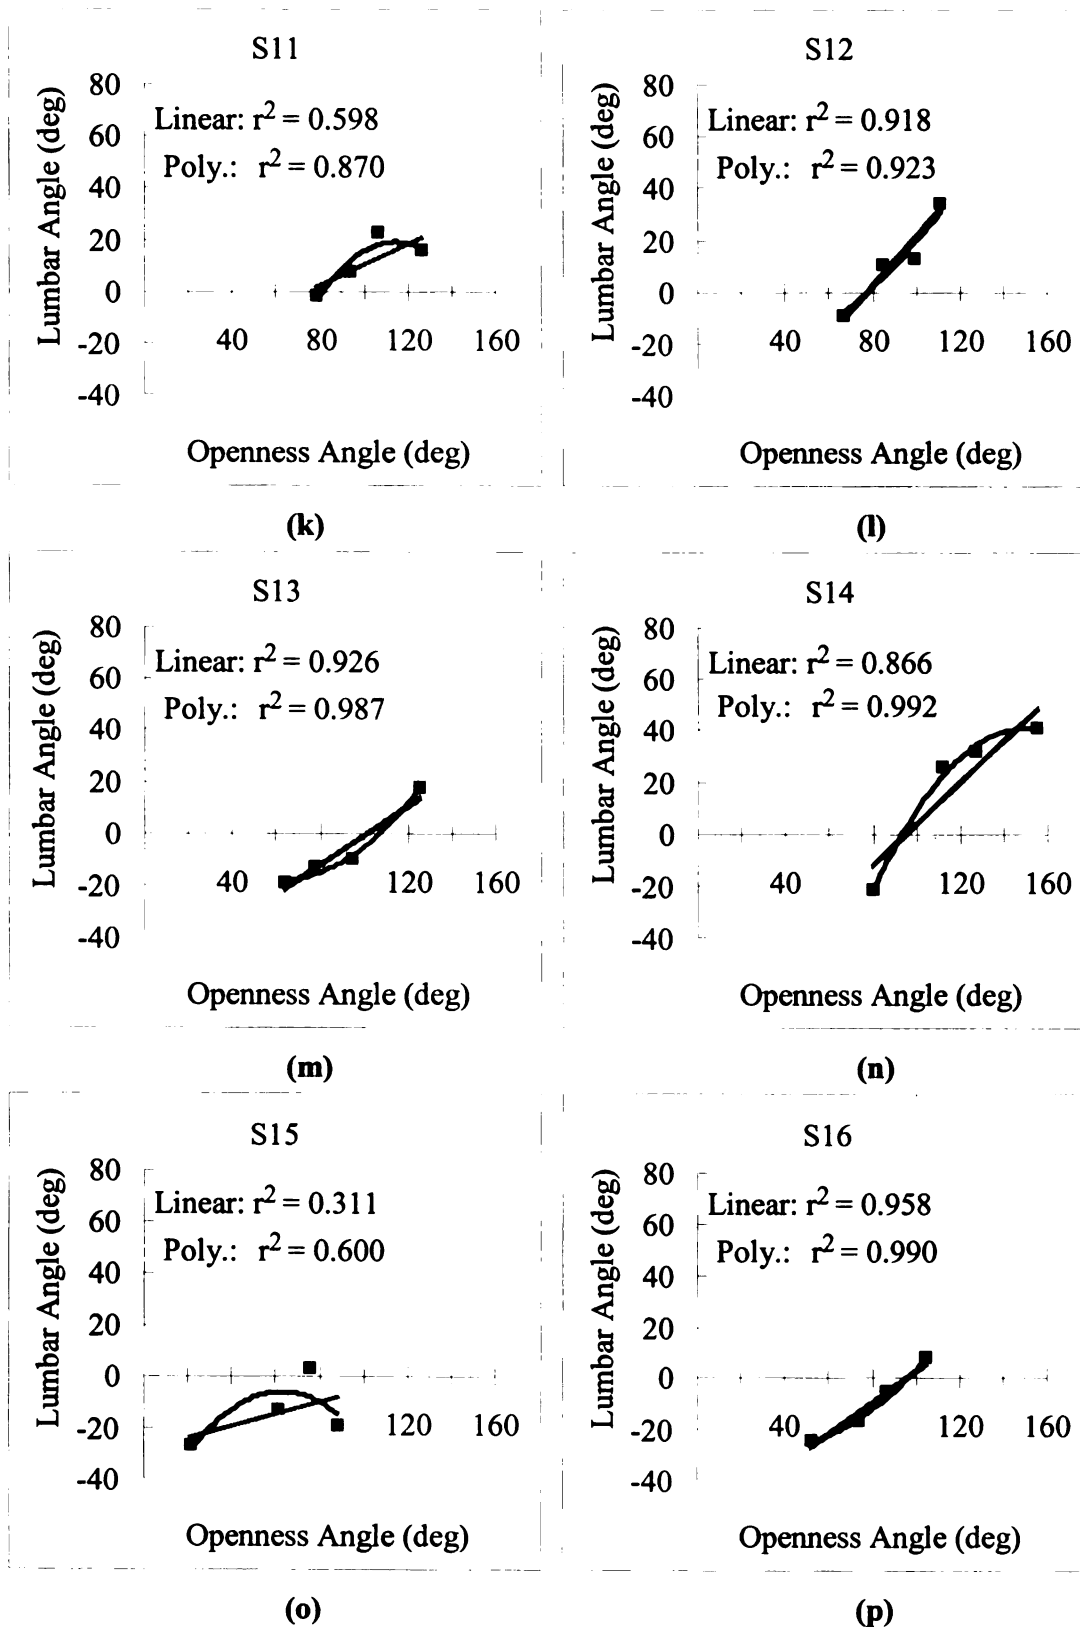 S11
Linear: r² = 0.598
Poly.: r² = 0.870
Lumbar Angle (deg)
80
60
40
20
0
-20
-40
40 80 120 160
Openness Angle (deg)
(k)
S12
Linear: r² = 0.918
Poly.: r² = 0.923
Lumbar Angle (deg)
80
60
40
20
0
-20
-40
40 80 120 160
Openness Angle (deg)
(l)
S13
Linear: r² = 0.926
Poly.: r² = 0.987
Lumbar Angle (deg)
80
60
40
20
0
-20
-40
40 120 160
Openness Angle (deg)
(m)
S14
Linear: r² = 0.866
Poly.: r² = 0.992
Lumbar Angle (deg)
80
60
40
20
0
-20
-40
40 120 160
Openness Angle (deg)
(n)
S15
Linear: r² = 0.311
Poly.: r² = 0.600
Lumbar Angle (deg)
80
60
40
20
0
-20
-40
120 160
Openness Angle (deg)
(o)
S16
Linear: r² = 0.958
Poly.: r² = 0.990
Lumbar Angle (deg)
80
60
40
20
0
-20
-40
40 120 160
Openness Angle (deg)
(p)